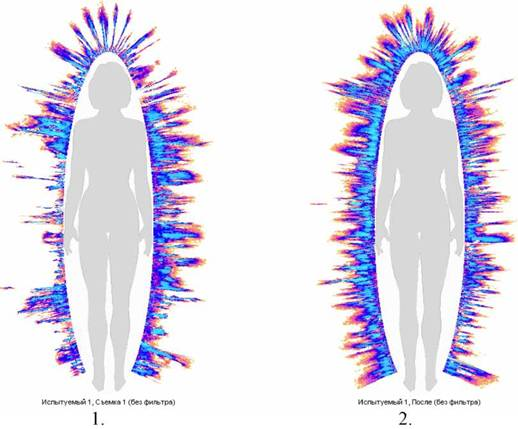 Испытуемый 1, Съемка 1 (без фильтра)
Испытуемый 1, После (без фильтра)
1.
2.